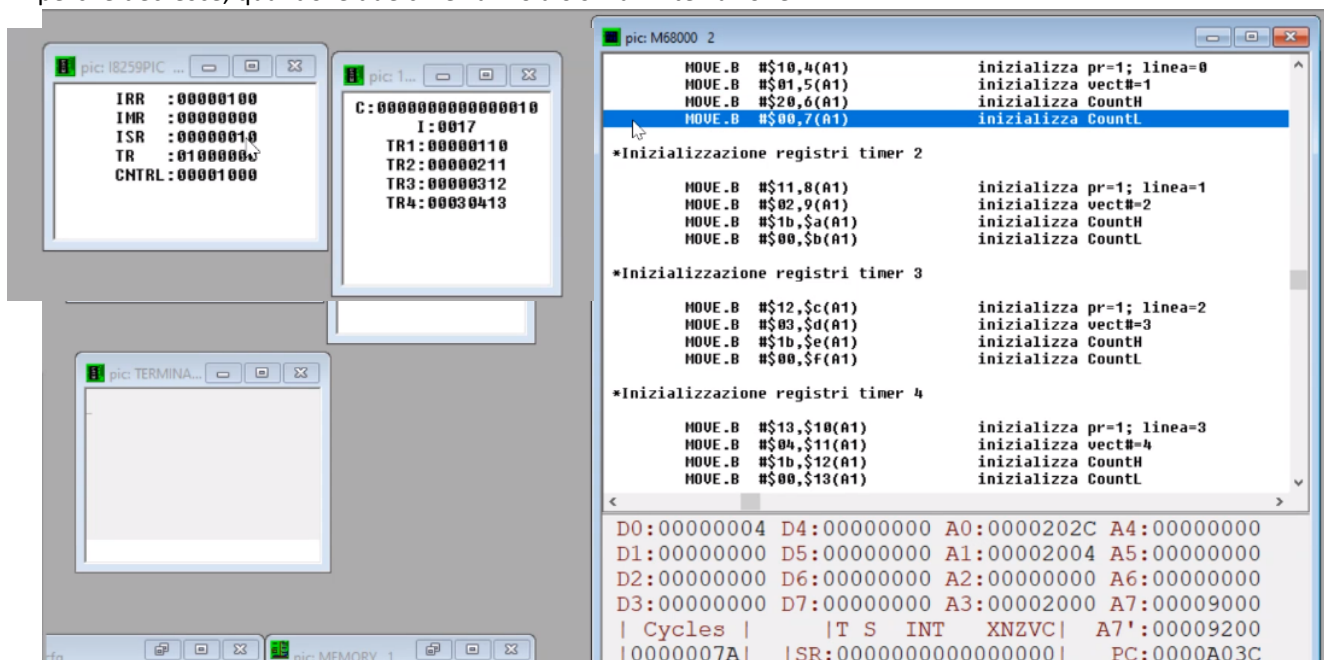 pic: M68000 2
pic: I8259PIC ...
IRR :00000100
IMR :00000000
ISR :00000010
TR :01000000
CNTRL:00001000
pic: 1...
C:0000000000000010
I:0017
TR1:00000110
TR2:00000211
TR3:00000312
TR4:00030413
pic: TERMINA...
MOVE.B #$10,4(A1) inizializza pr=1; linea=0
MOVE.B #$01,5(A1) inizializza vect#=1
MOVE.B #$20,6(A1) inizializza CountH
MOVE.B #$00,7(A1) inizializza CountL
*Inizializzazione registri timer 2
MOVE.B #$11,8(A1) inizializza pr=1; linea=1
MOVE.B #$02,9(A1) inizializza vect#=2
MOVE.B #$1b,$a(A1) inizializza CountH
MOVE.B #$00,$b(A1) inizializza CountL
*Inizializzazione registri timer 3
MOVE.B #$12,$c(A1) inizializza pr=1; linea=2
MOVE.B #$03,$d(A1) inizializza vect#=3
MOVE.B #$1b,$e(A1) inizializza CountH
MOVE.B #$00,$f(A1) inizializza CountL
*Inizializzazione registri timer 4
MOVE.B #$13,$10(A1) inizializza pr=1; linea=3
MOVE.B #$04,$11(A1) inizializza vect#=4
MOVE.B #$1b,$12(A1) inizializza CountH
MOVE.B #$00,$13(A1) inizializza CountL
D0:00000004 D4:00000000 A0:0000202C A4:00000000
D1:00000000 D5:00000000 A1:00002004 A5:00000000
D2:00000000 D6:00000000 A2:00000000 A6:00000000
D3:00000000 D7:00000000 A3:00002000 A7:00009000
| Cycles | |T S INT XNZVC| A7':00009200
|0000007A| |SR:0000000000000000| PC:0000A03C
pic: MEMORY 1